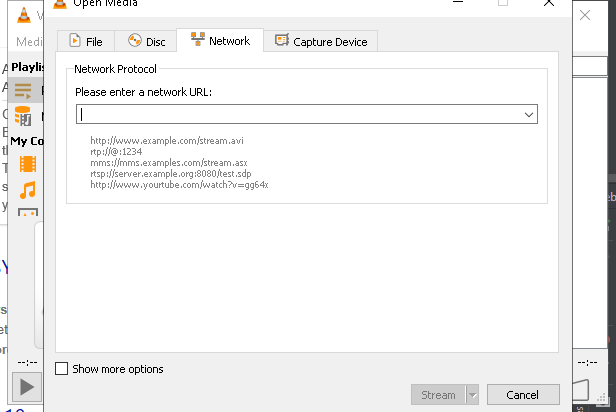 Open Media
Medi
File
Disc
Network
Capture Device
Playlis
My Co
Network Protocol
Please enter a network URL:
http://www.example.com/stream.avi
rtp://@:1234
mms://mms.examples.com/stream.asx
rtsp://server.example.org:8080/test.sdp
http://www.yourtube.com/watch?v=gg64x
--:--
--:--
Show more options
Stream
Cancel